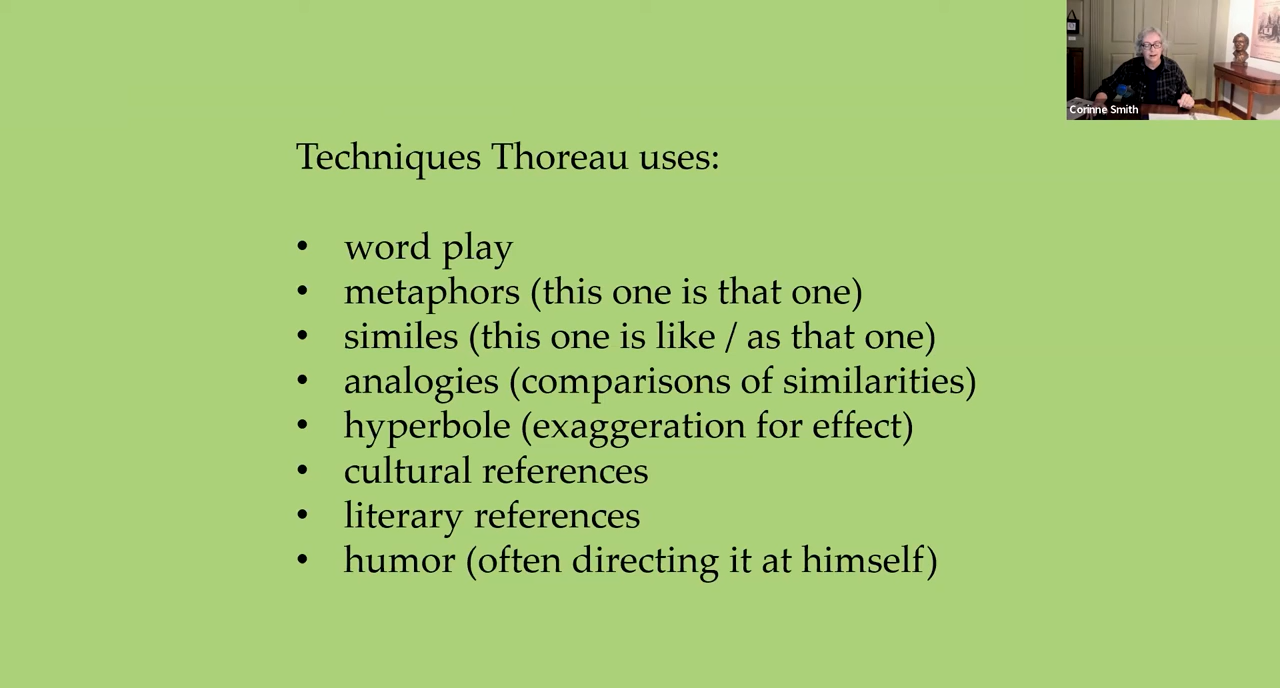 Corinne Smith
Techniques Thoreau uses:
• word play
• metaphors (this one is that one)
• similes (this one is like / as that one)
• analogies (comparisons of similarities)
• hyperbole (exaggeration for effect)
• cultural references
• literary references
• humor (often directing it at himself)